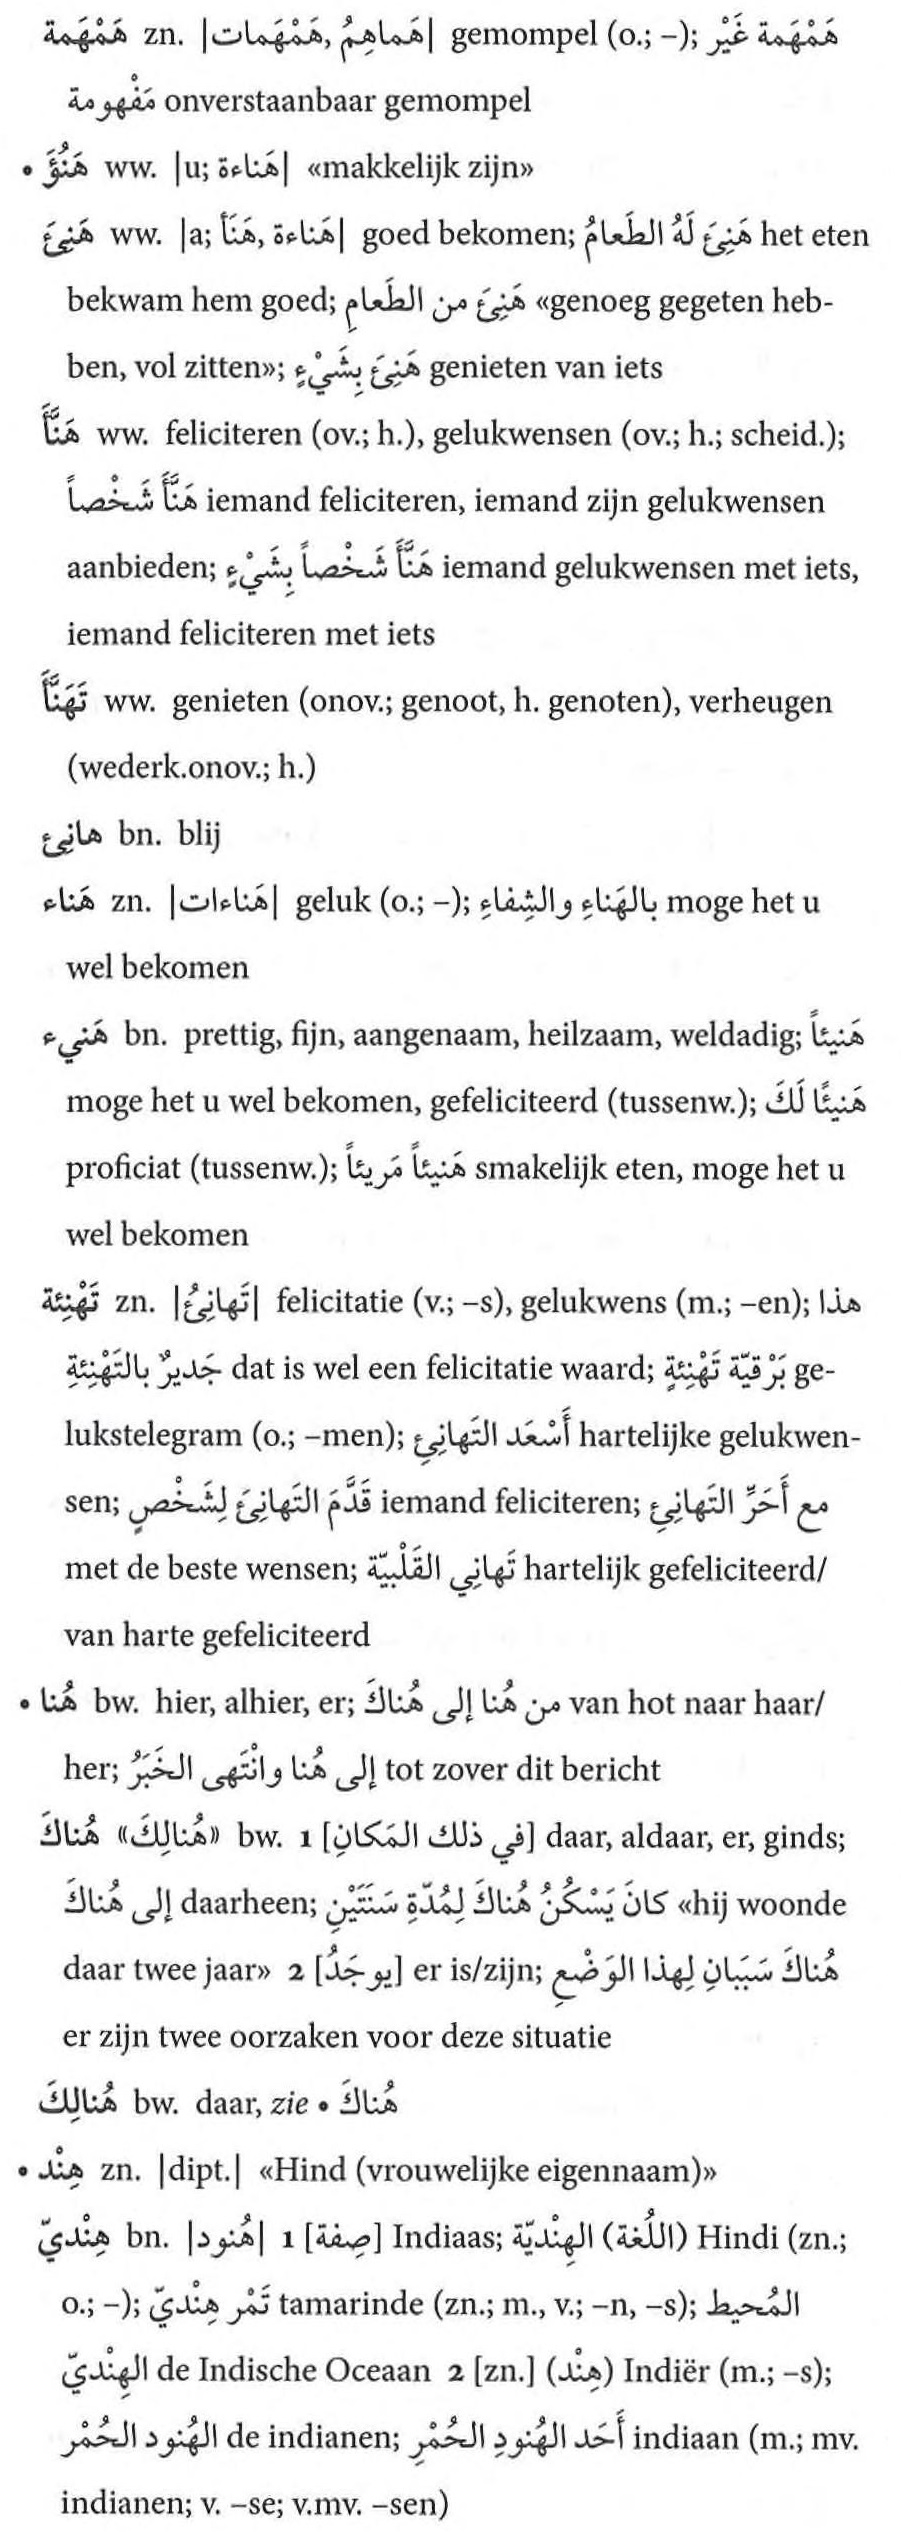 هَمْهَمة zn. |هَماهِمُ, هَمْهَمات| gemompel (o.; –); هَمْهَمة غَيْر
مَفْهومة onverstaanbaar gemompel
• هَنُؤَ ww. |u; هَناءة| «makkelijk zijn»
هَنِئَ ww. |a; هَنَأ, هَناءة| goed bekomen; هَنِئَ لَهُ الطَعامُ het eten
bekwam hem goed; هَنِئَ من الطَعامِ «genoeg gegeten heb-
ben, vol zitten»; هَنِئَ بِشَيْءٍ genieten van iets
هَنَّأَ ww. feliciteren (ov.; h.), gelukwensen (ov.; h.; scheid.);
هَنَّأَ شَخْصاً iemand feliciteren, iemand zijn gelukwensen
aanbieden; هَنَّأَ شَخْصاً بِشَيْءٍ iemand gelukwensen met iets,
iemand feliciteren met iets
تَهَنَّأَ ww. genieten (onov.; genoot, h. genoten), verheugen
(wederk.onov.; h.)
هانِئ bn. blij
هَناء zn. |هَناءات| geluk (o.; –); بالهَناءِ والشِفاءِ moge het u
wel bekomen
هَنيء bn. prettig, fijn, aangenaam, heilzaam, weldadig; هَنيئاً
moge het u wel bekomen, gefeliciteerd (tussenw.); هَنيئًا لَكَ
proficiat (tussenw.); هَنيئاً مَريئاً smakelijk eten, moge het u
wel bekomen
تَهْنِئة zn. |تَهانِئُ| felicitatie (v.; –s), gelukwens (m.; –en); هذا
جَديرٌ بالتَهْنِئِةِ dat is wel een felicitatie waard; بَرْقيّة تَهْنِئةٍ ge-
lukstelegram (o.; –men); أَسْعَد التَهانِئِ hartelijke gelukwen-
sen; قَدَّمَ التَهانِئَ لِشَخْصٍ iemand feliciteren; مع أَحَرِّ التَهانِئِ
met de beste wensen; تَهانِي القَلْبيّة hartelijk gefeliciteerd/
van harte gefeliciteerd
• هُنا bw. hier, alhier, er; من هُنا إلى هُناكَ van hot naar haar/
her; إلى هُنا وانْتَهى الخَبَرُ tot zover dit bericht
هُناكَ «هُنالِكَ» bw. 1 [في ذلك المَكانِ] daar, aldaar, er, ginds;
إلى هُناكَ daarheen; كانَ يَسْكُنُ هُناكَ لِمُدّةِ سَنَتَيْنِ «hij woonde
daar twee jaar» 2 [يوجَدُ] er is/zijn; هُناكَ سَبَبانِ لِهذا الوَضْعِ
er zijn twee oorzaken voor deze situatie
هُنالِكَ bw. daar, zie • هُناكَ
• هِنْد zn. |dipt.| «Hind (vrouwelijke eigennaam)»
هِنْديّ bn. |هُنود| 1 [صِفة] Indiaas; الهِنْديّة (اللُغة) Hindi (zn.;
o.; –); تَمْر هِنْديّ tamarinde (zn.; m., v.; –n, –s); المُحيط
الهِنْديّ de Indische Oceaan 2 [zn.] (هِنْد) Indiër (m.; –s);
الهُنود الحُمْر de indianen; أَحَد الهُنودِ الحُمْرِ indiaan (m.; mv.
indianen; v. –se; v.mv. –sen)